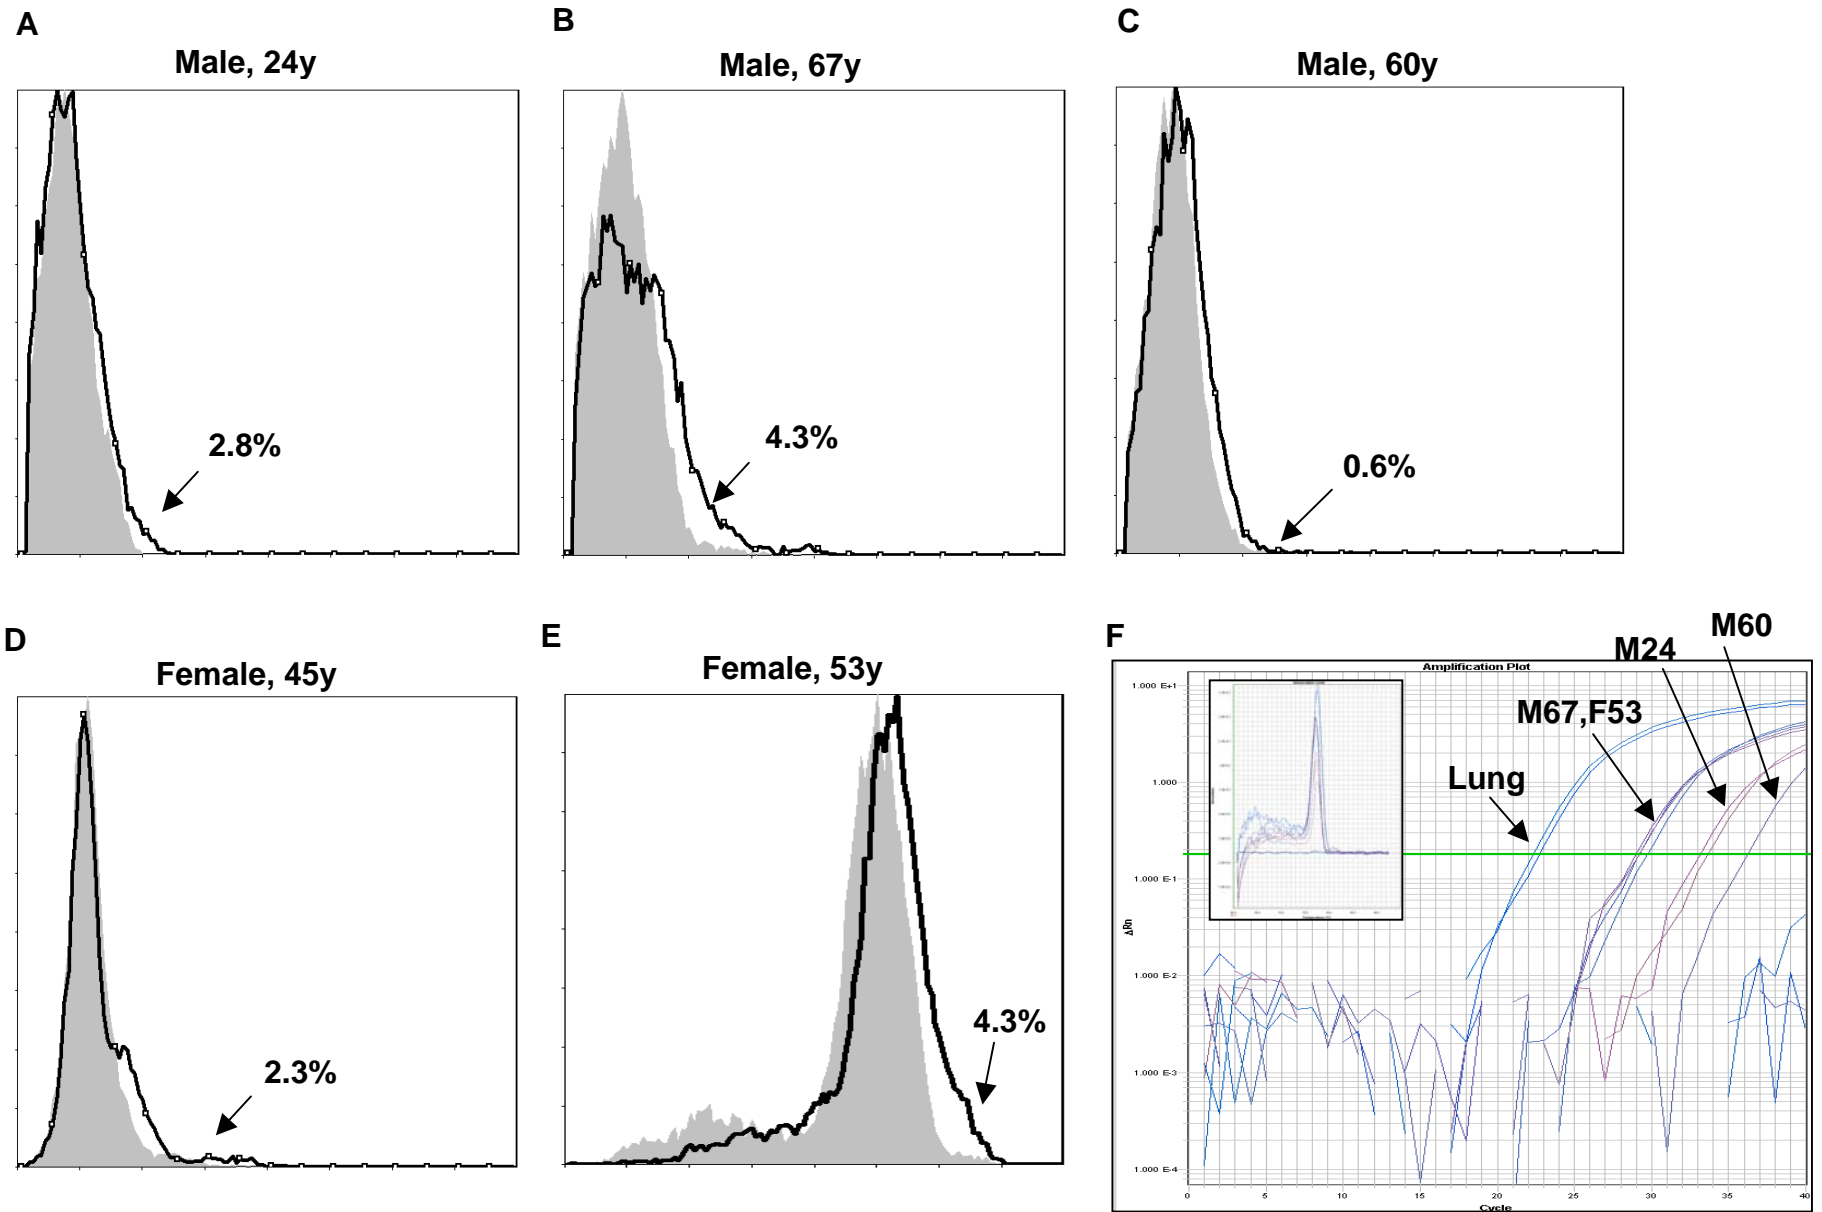 A
Male, 24y
2.8%
B
Male, 67y
4.3%
C
Male, 60y
0.6%
D
Female, 45y
2.3%
E
Female, 53y
4.3%
F
M60
M24
M67,F53
Lung
Amplification Plot
1.000 E+1
1.000
1.000 E-1
1.000 E-2
1.000 E-3
1.000 E-4
ΔRn
0 5 10 15 20 25 30 35 40
Cycle